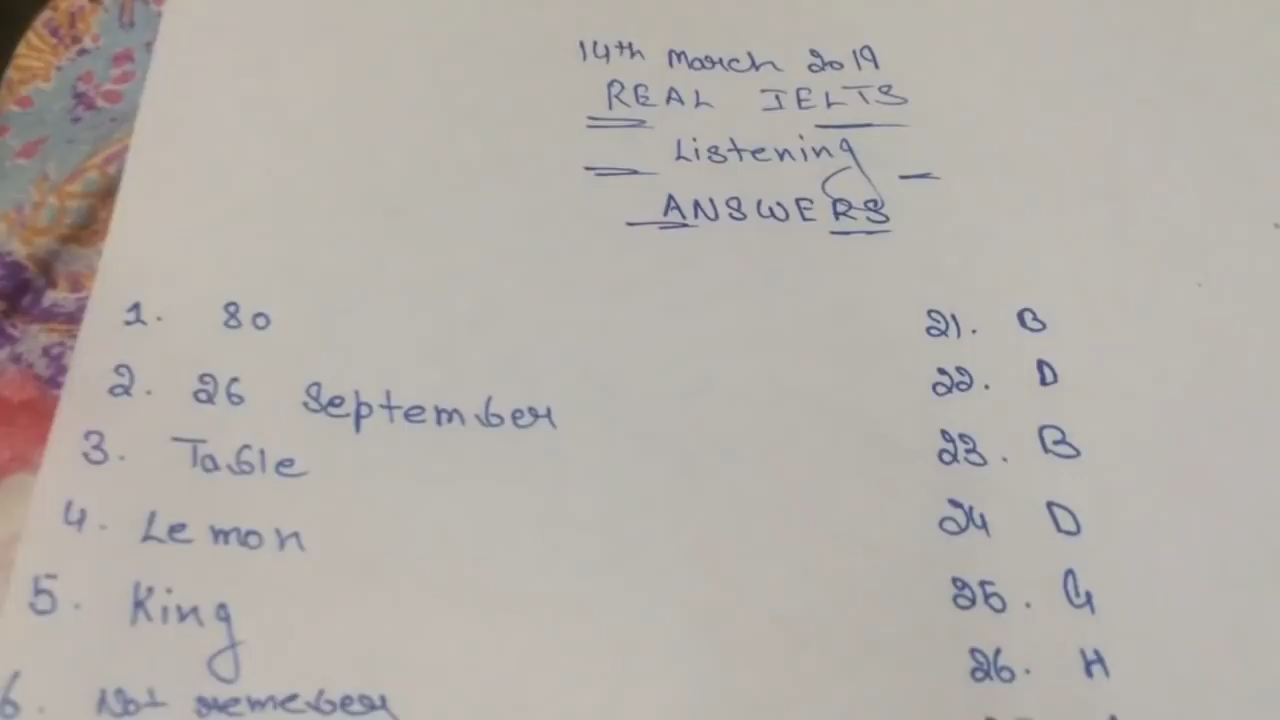 14th March 2019
REAL IELTS
Listening
ANSWERS
1. 80
2. 26 September
3. Table
4. Lemon
5. King
6. Not remeber
21. B
22. D
23. B
24 D
25. G
26. H